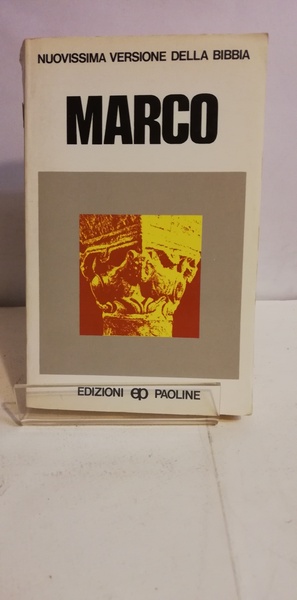 NUOVISSIMA VERSIONE DELLA BIBBIA
MARCO
EDIZIONI ep PAOLINE